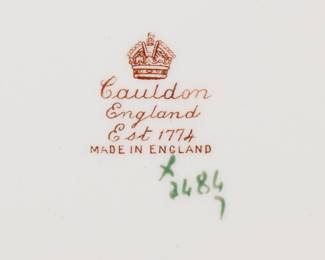 Cauldon
England
Est 1774
MADE IN ENGLAND
X
2484
7